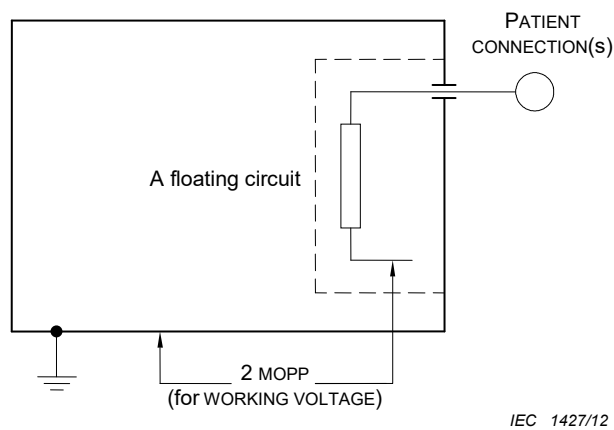 PATIENT
CONNECTION(s)
A floating circuit
2 MOPP
(for WORKING VOLTAGE)
IEC 1427/12